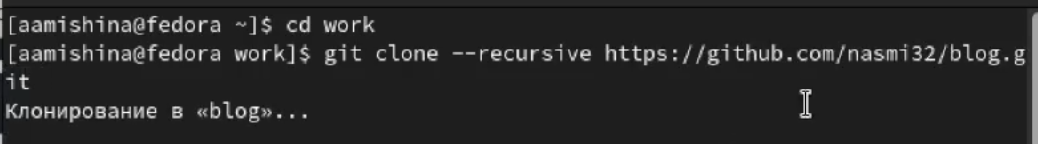 [aamishina@fedora ~]$ cd work
[aamishina@fedora work]$ git clone --recursive https://github.com/nasmi32/blog.g
it
Клонирование в «blog»...